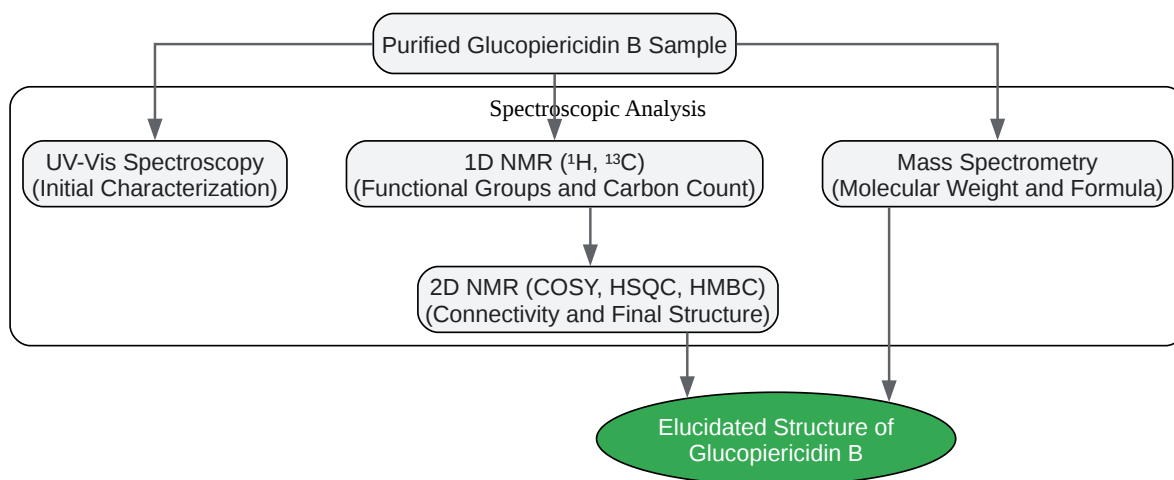 Purified Glucopiericidin B Sample
Spectroscopic Analysis
UV-Vis Spectroscopy
(Initial Characterization)
1D NMR (¹H, ¹³C)
(Functional Groups and Carbon Count)
Mass Spectrometry
(Molecular Weight and Formula)
2D NMR (COSY, HSQC, HMBC)
(Connectivity and Final Structure)
Elucidated Structure of
Glucopiericidin B